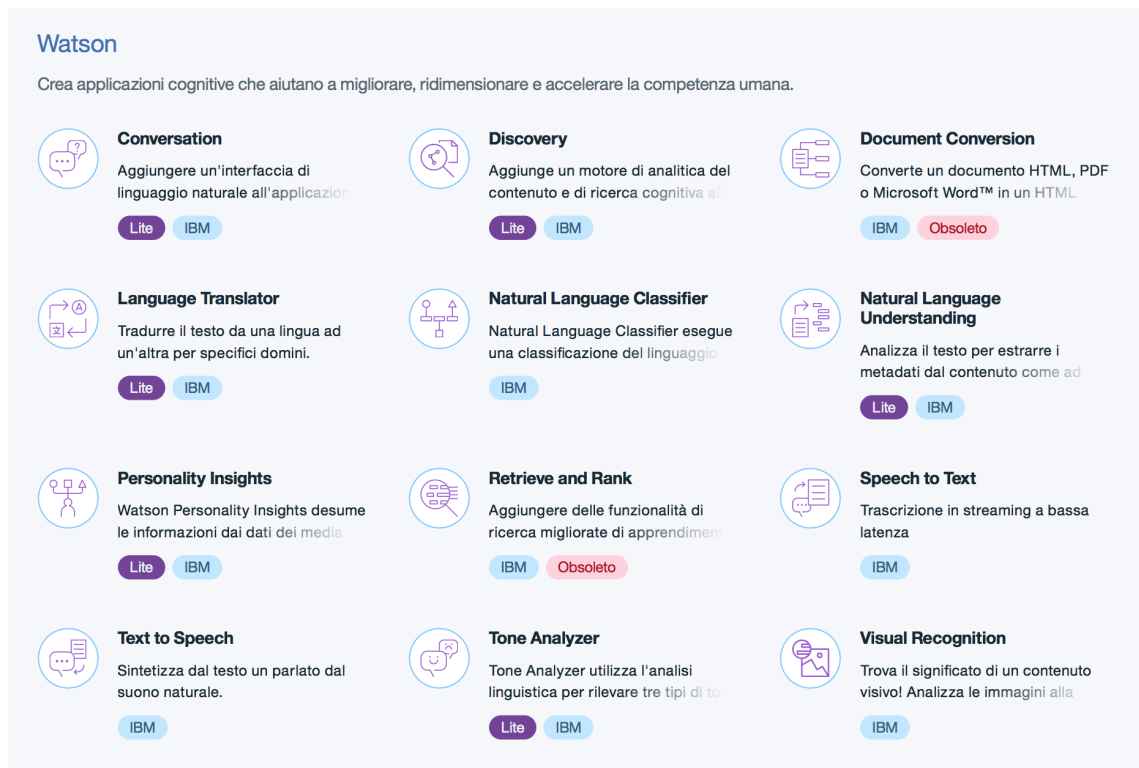 Watson
Crea applicazioni cognitive che aiutano a migliorare, ridimensionare e accelerare la competenza umana.
Conversation
Aggiungere un'interfaccia di
linguaggio naturale all'applicazion
Lite IBM
Discovery
Aggiunge un motore di analitica del
contenuto e di ricerca cognitiva
Lite IBM
Document Conversion
Converte un documento HTML, PDF
o Microsoft Word™ in un HTML
IBM Obsoleto
Language Translator
Tradurre il testo da una lingua ad
un'altra per specifici domini.
Lite IBM
Natural Language Classifier
Natural Language Classifier esegue
una classificazione del linguaggio
IBM
Natural Language
Understanding
Analizza il testo per estrarre i
metadati dal contenuto come ad
Lite IBM
Personality Insights
Watson Personality Insights desume
le informazioni dai dati dei media
Lite IBM
Retrieve and Rank
Aggiungere delle funzionalità di
ricerca migliorate di apprendiment
IBM Obsoleto
Speech to Text
Trascrizione in streaming a bassa
latenza
IBM
Text to Speech
Sintetizza dal testo un parlato dal
suono naturale.
IBM
Tone Analyzer
Tone Analyzer utilizza l'analisi
linguistica per rilevare tre tipi di
Lite IBM
Visual Recognition
Trova il significato di un contenuto
visivo! Analizza le immagini alla
IBM